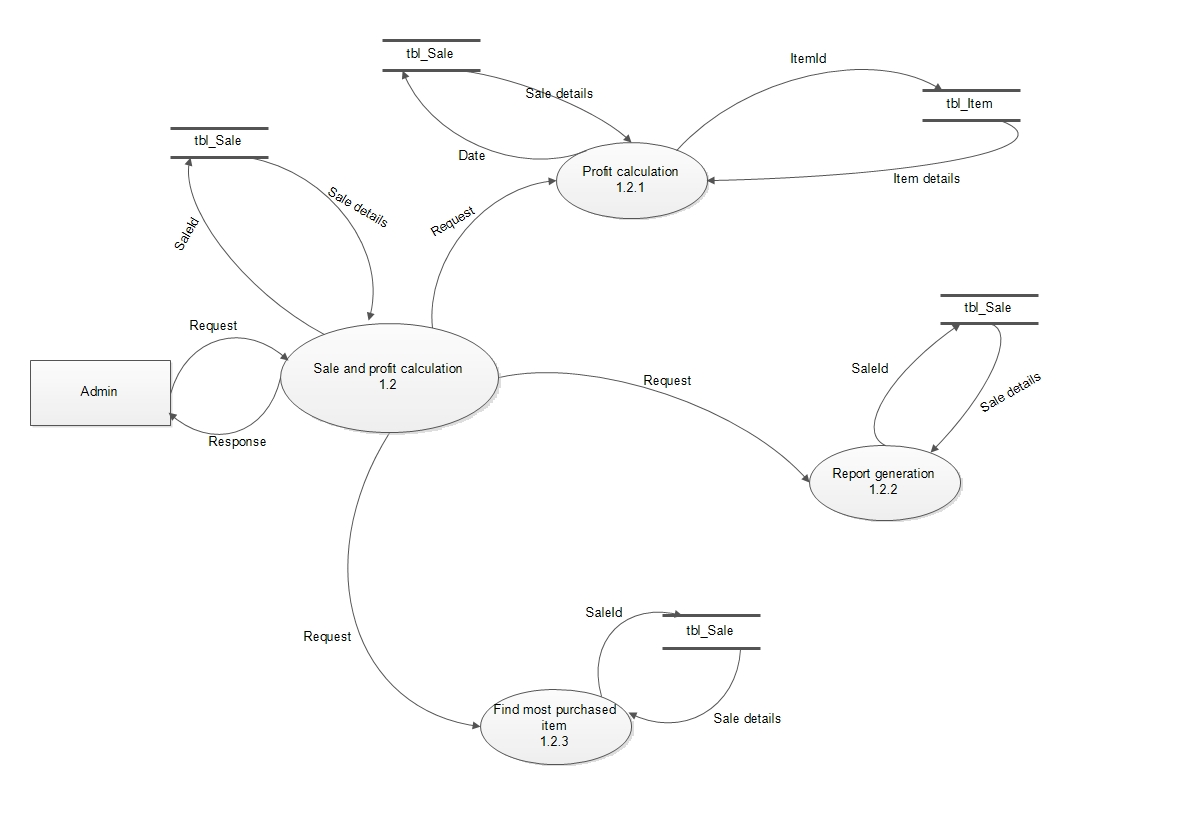 tbl_Sale
Sale details
Date
ItemId
tbl_Item
Item details
tbl_Sale
Sale details
SaleId
Request
Profit calculation
1.2.1
Request
Admin
Response
Sale and profit calculation
1.2
Request
tbl_Sale
SaleId
Sale details
Report generation
1.2.2
Request
SaleId
tbl_Sale
Sale details
Find most purchased
item
1.2.3